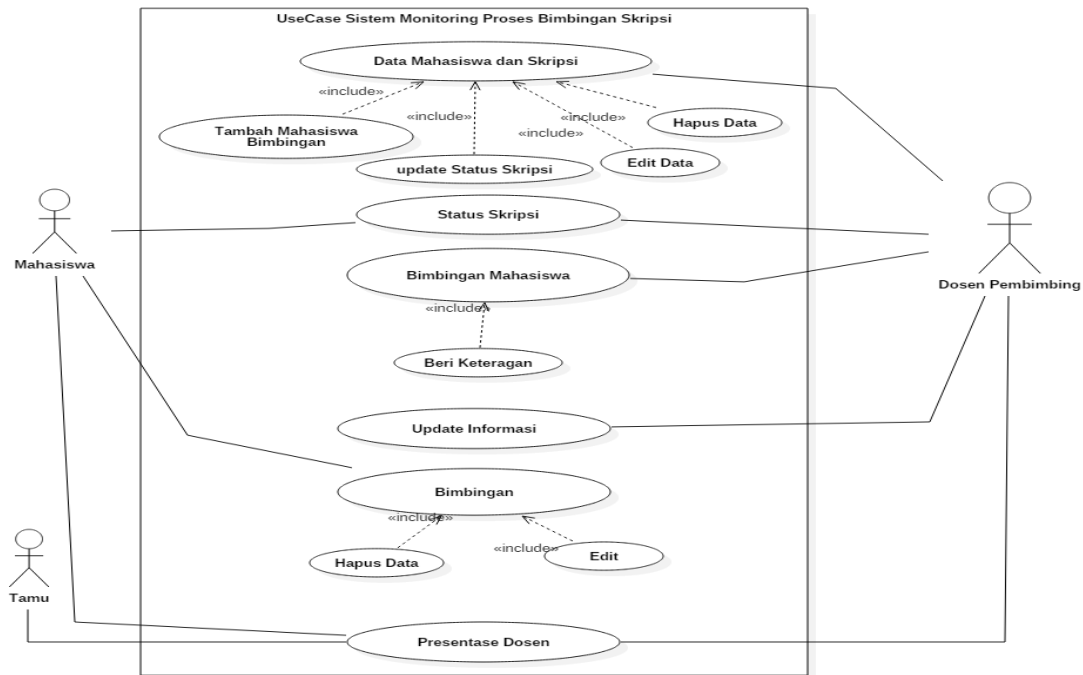 UseCase Sistem Monitoring Proses Bimbingan Skripsi
Data Mahasiswa dan Skripsi
«include»
«include»
«include»
«include»
Hapus Data
Tambah Mahasiswa
Bimbingan
Edit Data
update Status Skripsi
Status Skripsi
Mahasiswa
Bimbingan Mahasiswa
Dosen Pembimbing
«include»
Beri Keteragan
Update Informasi
Bimbingan
«include»
«include»
Hapus Data
Edit
Tamu
Presentase Dosen